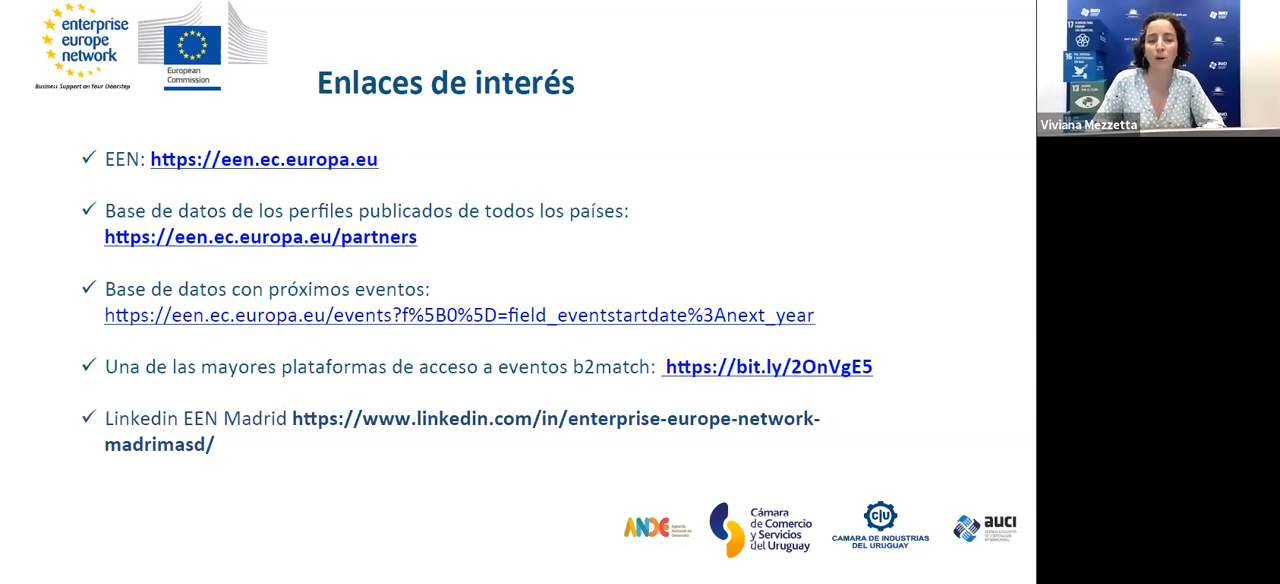 enterprise
europe
network
Business Support on Your Doorstep
European
Commission
Enlaces de interés
✓ EEN: https://een.ec.europa.eu
✓ Base de datos de los perfiles publicados de todos los países:
https://een.ec.europa.eu/partners
✓ Base de datos con próximos eventos:
https://een.ec.europa.eu/events?f%5B0%5D=field_eventstartdate%3Anext_year
✓ Una de las mayores plataformas de acceso a eventos b2match: https://bit.ly/2OnVgE5
✓ Linkedin EEN Madrid https://www.linkedin.com/in/enterprise-europe-network-
madrimasd/
ANDE
Cámara
de Comercio
y Servicios
del Uruguay
CIU
CAMARA DE INDUSTRIAS
DEL URUGUAY
auci
auci
17
16
13
Viviana Mezzetta